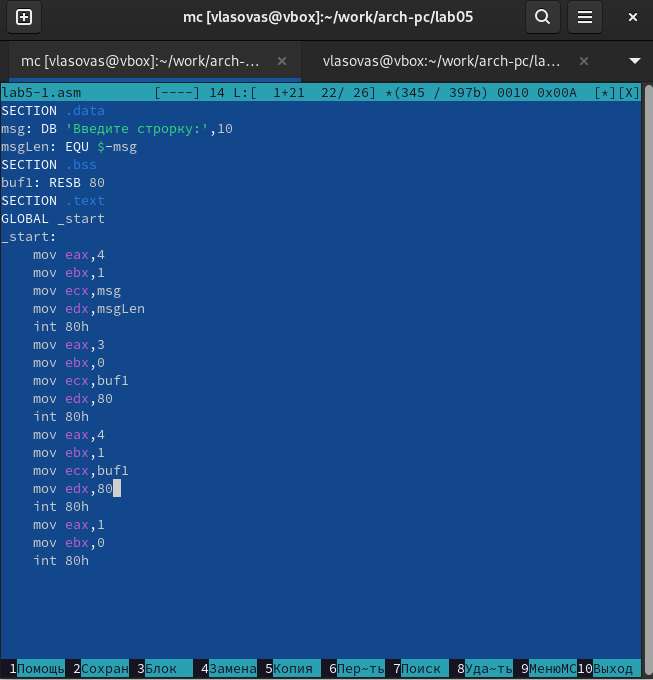 mc [vlasovas@vbox]:~/work/arch-pc/lab05
mc [vlasovas@vbox]:~/work/arch-... vlasovas@vbox:~/work/arch-pc/la...
lab5-1.asm [----] 14 L:[ 1+21 22/ 26] *(345 / 397b) 0010 0x00A [*][X]
SECTION .data
msg: DB 'Введите строрку:',10
msgLen: EQU $-msg
SECTION .bss
buf1: RESB 80
SECTION .text
GLOBAL _start
_start:
mov eax,4
mov ebx,1
mov ecx,msg
mov edx,msgLen
int 80h
mov eax,3
mov ebx,0
mov ecx,buf1
mov edx,80
int 80h
mov eax,4
mov ebx,1
mov ecx,buf1
mov edx,80
int 80h
mov eax,1
mov ebx,0
int 80h
1Помощь 2Сохран 3Блок 4Замена 5Копия 6Пер~ть 7Поиск 8Уда~ть 9МенюMC 10Выход